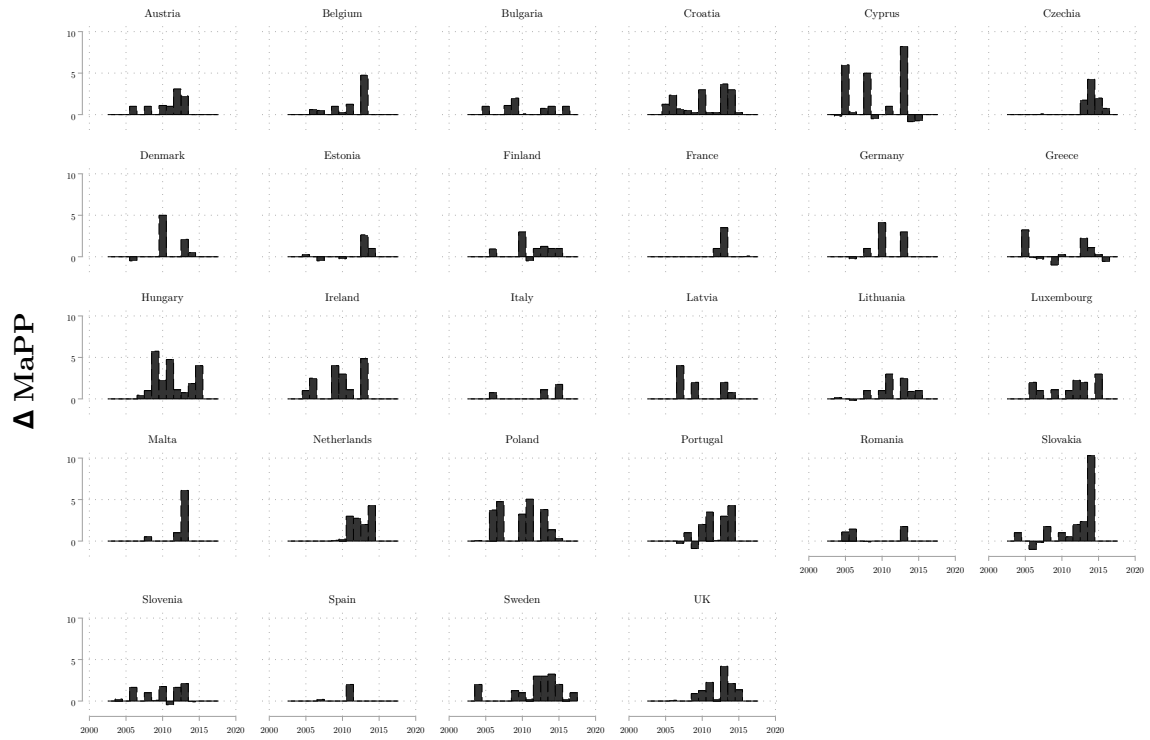 Austria Belgium Bulgaria Croatia Cyprus Czechia
10
5
0
Denmark Estonia Finland France Germany Greece
10
5
0
Δ MaPP
Hungary Ireland Italy Latvia Lithuania Luxembourg
10
5
0
Malta Netherlands Poland Portugal Romania Slovakia
10
5
0
2000 2005 2010 2015 2020 2000 2005 2010 2015 2020
Slovenia Spain Sweden UK
10
5
0
2000 2005 2010 2015 2020 2000 2005 2010 2015 2020 2000 2005 2010 2015 2020 2000 2005 2010 2015 2020